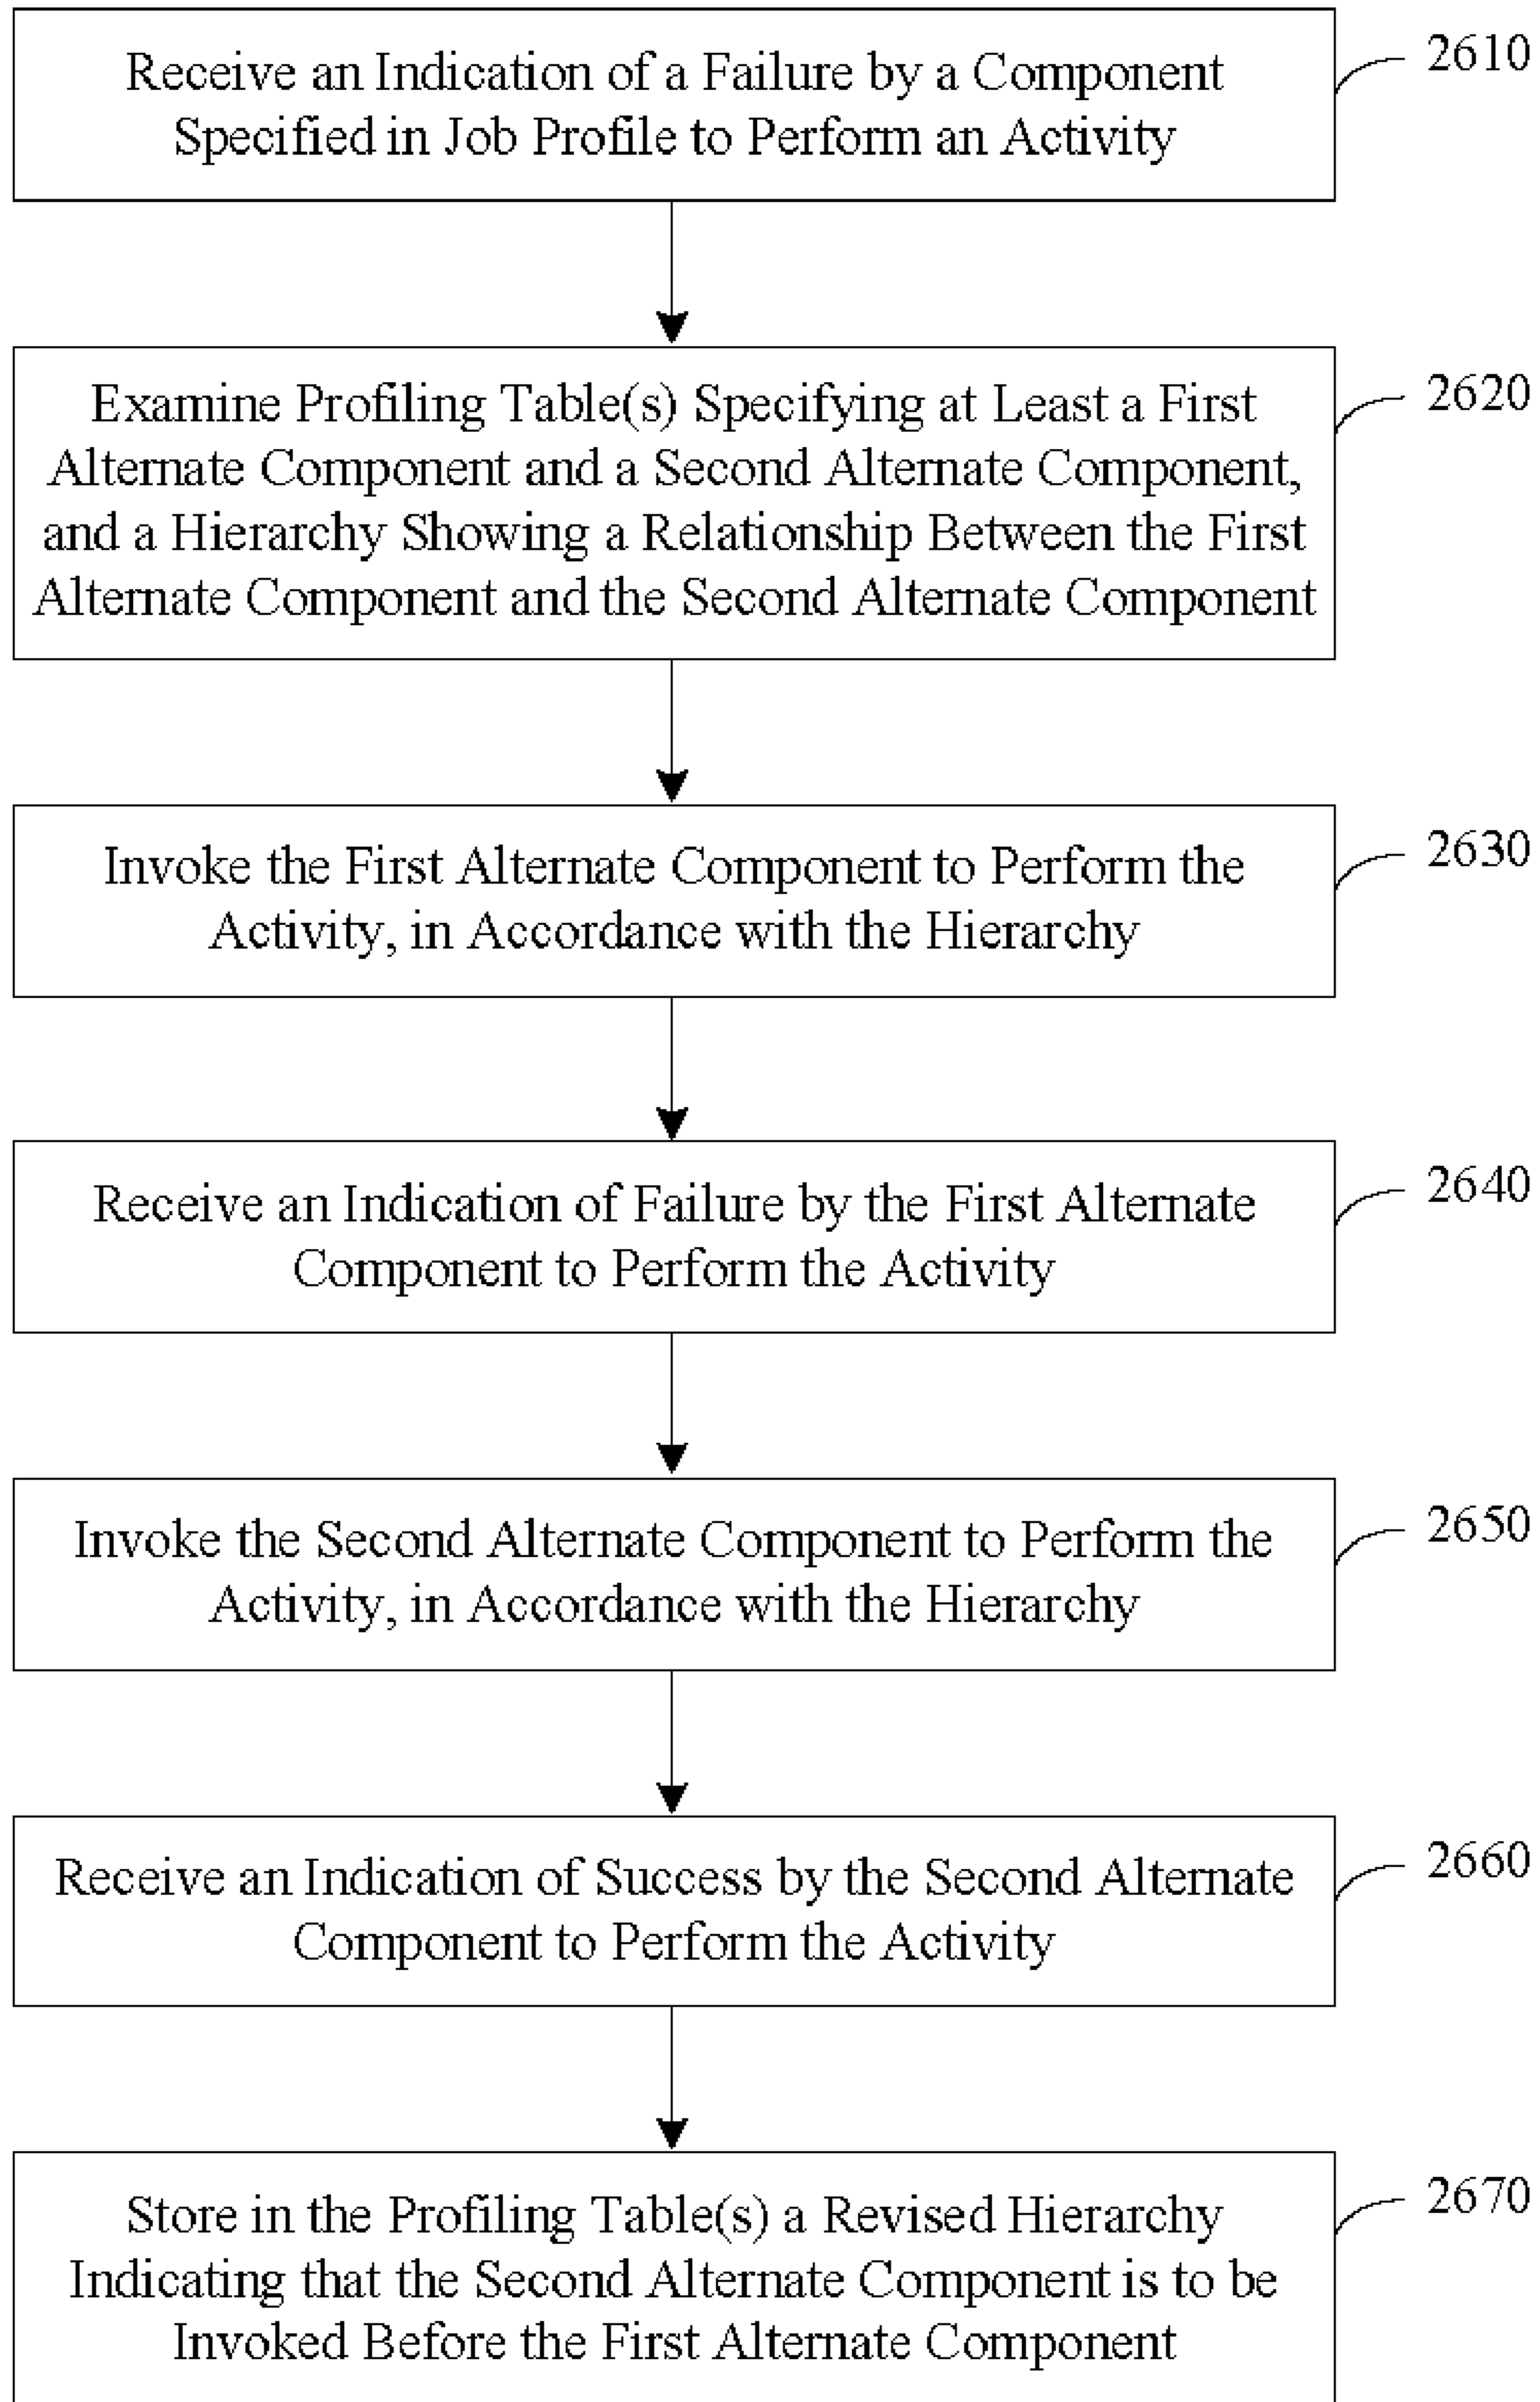 Receive an Indication of a Failure by a Component
Specified in Job Profile to Perform an Activity
2610
Examine Profiling Table(s) Specifying at Least a First
Alternate Component and a Second Alternate Component,
and a Hierarchy Showing a Relationship Between the First
Alternate Component and the Second Alternate Component
2620
Invoke the First Alternate Component to Perform the
Activity, in Accordance with the Hierarchy
2630
Receive an Indication of Failure by the First Alternate
Component to Perform the Activity
2640
Invoke the Second Alternate Component to Perform the
Activity, in Accordance with the Hierarchy
2650
Receive an Indication of Success by the Second Alternate
Component to Perform the Activity
2660
Store in the Profiling Table(s) a Revised Hierarchy
Indicating that the Second Alternate Component is to be
Invoked Before the First Alternate Component
2670